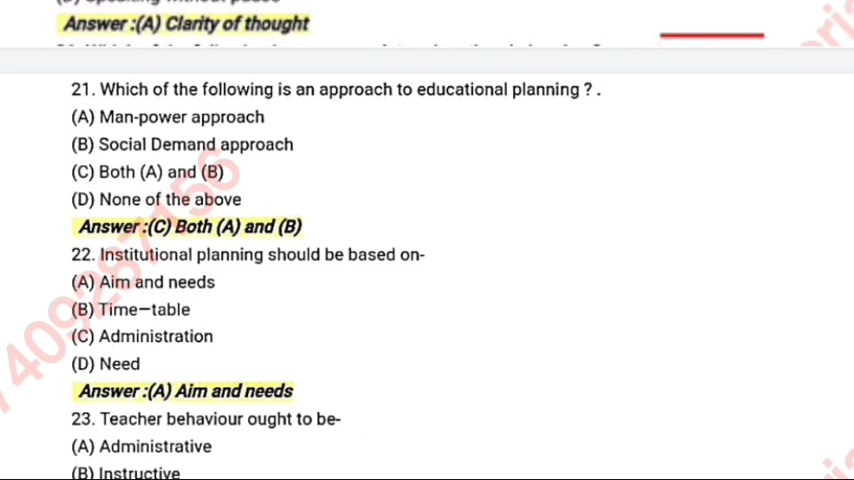 Answer :(A) Clarity of thought
21. Which of the following is an approach to educational planning ? .
(A) Man-power approach
(B) Social Demand approach
(C) Both (A) and (B)
(D) None of the above
Answer :(C) Both (A) and (B)
22. Institutional planning should be based on-
(A) Aim and needs
(B) Time–table
(C) Administration
(D) Need
Answer :(A) Aim and needs
23. Teacher behaviour ought to be-
(A) Administrative
(B) Instructive